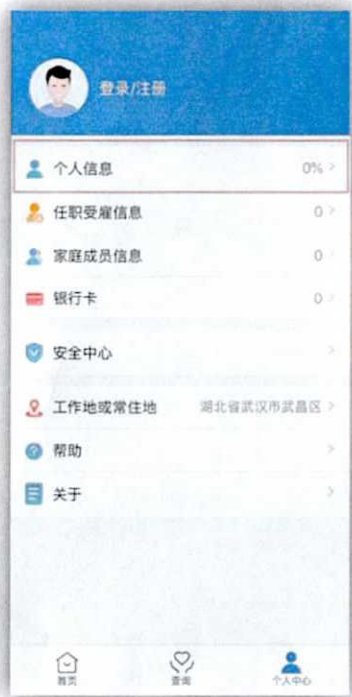 登录/注册
个人信息 0% >
任职受雇信息 0 >
家庭成员信息 0 >
银行卡 0 >
安全中心 >
工作地或常住地 湖北省武汉市武昌区 >
帮助 >
关于 >
首页 查询 个人中心